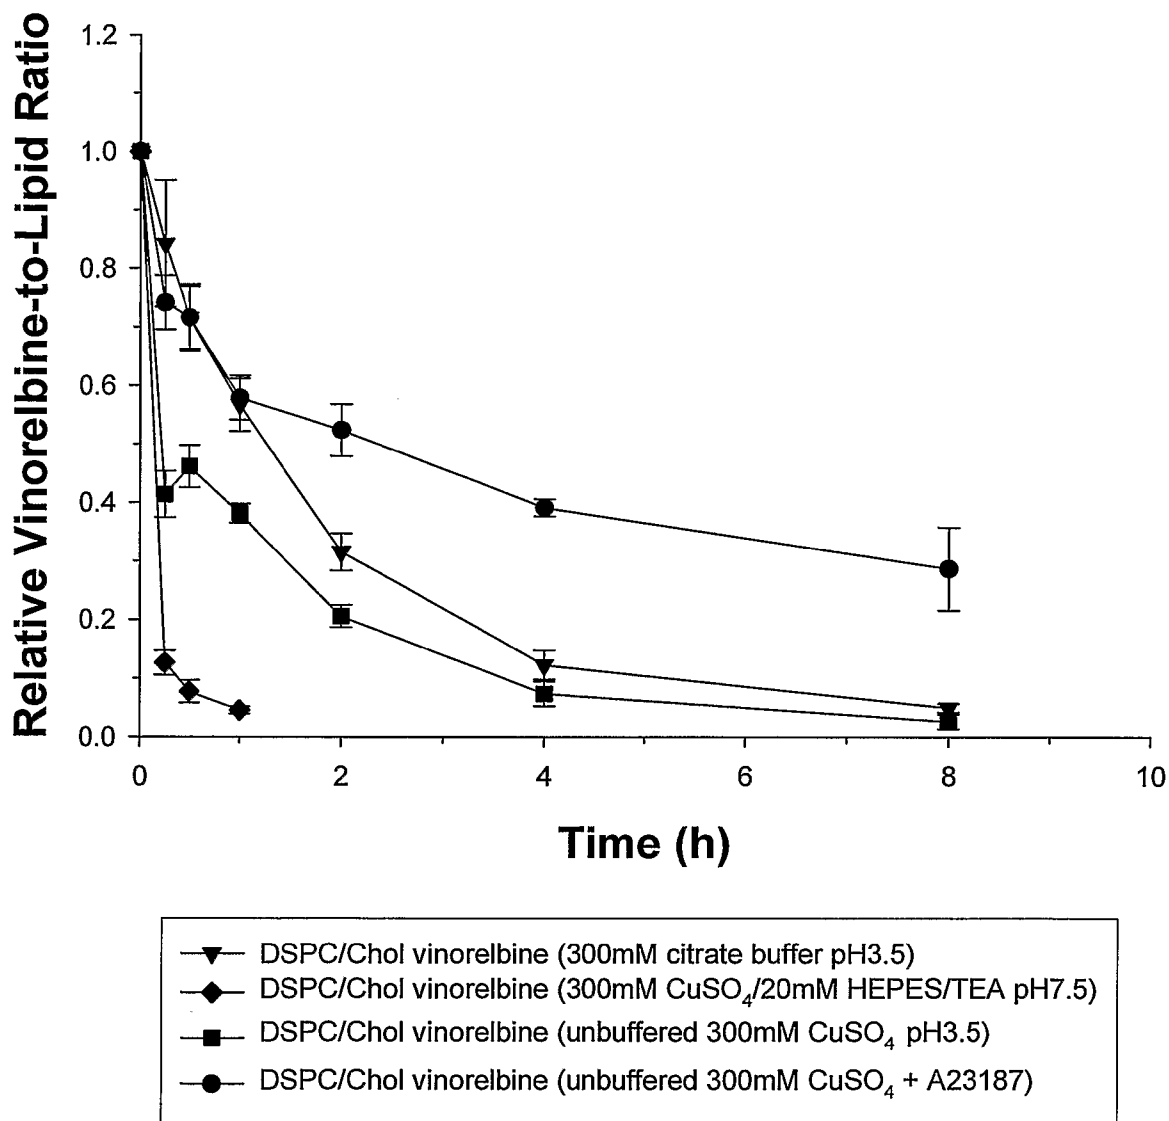 Relative Vinorelbine-to-Lipid Ratio
1.2
1.0
0.8
0.6
0.4
0.2
0.0
0 2 4 6 8 10
Time (h)
DSPC/Chol vinorelbine (300mM citrate buffer pH3.5)
DSPC/Chol vinorelbine (300mM CuSO₄/20mM HEPES/TEA pH7.5)
DSPC/Chol vinorelbine (unbuffered 300mM CuSO₄ pH3.5)
DSPC/Chol vinorelbine (unbuffered 300mM CuSO₄ + A23187)